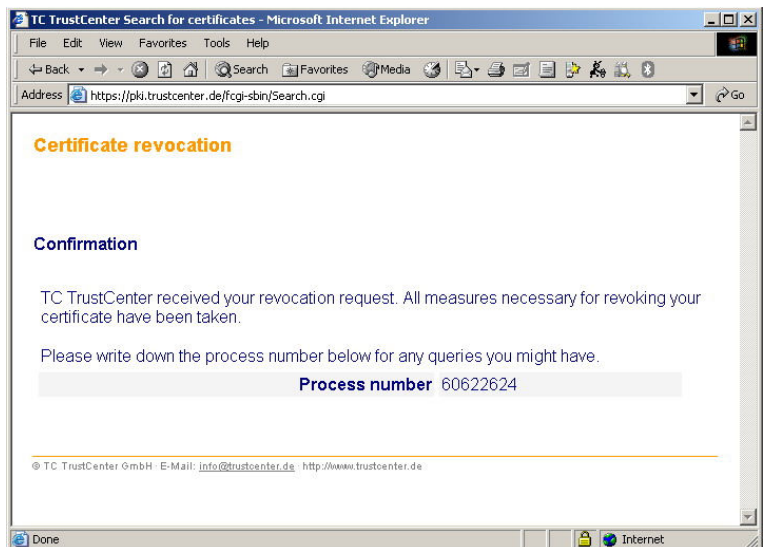 TC TrustCenter Search for certificates - Microsoft Internet Explorer
File Edit View Favorites Tools Help
Back Search Favorites Media
Address https://pki.trustcenter.de/fcgi-sbin/Search.cgi Go
Certificate revocation
Confirmation
TC TrustCenter received your revocation request. All measures necessary for revoking your
certificate have been taken.
Please write down the process number below for any queries you might have.
Process number 60622624
© TC TrustCenter GmbH · E-Mail: info@trustcenter.de · http://www.trustcenter.de
Done Internet